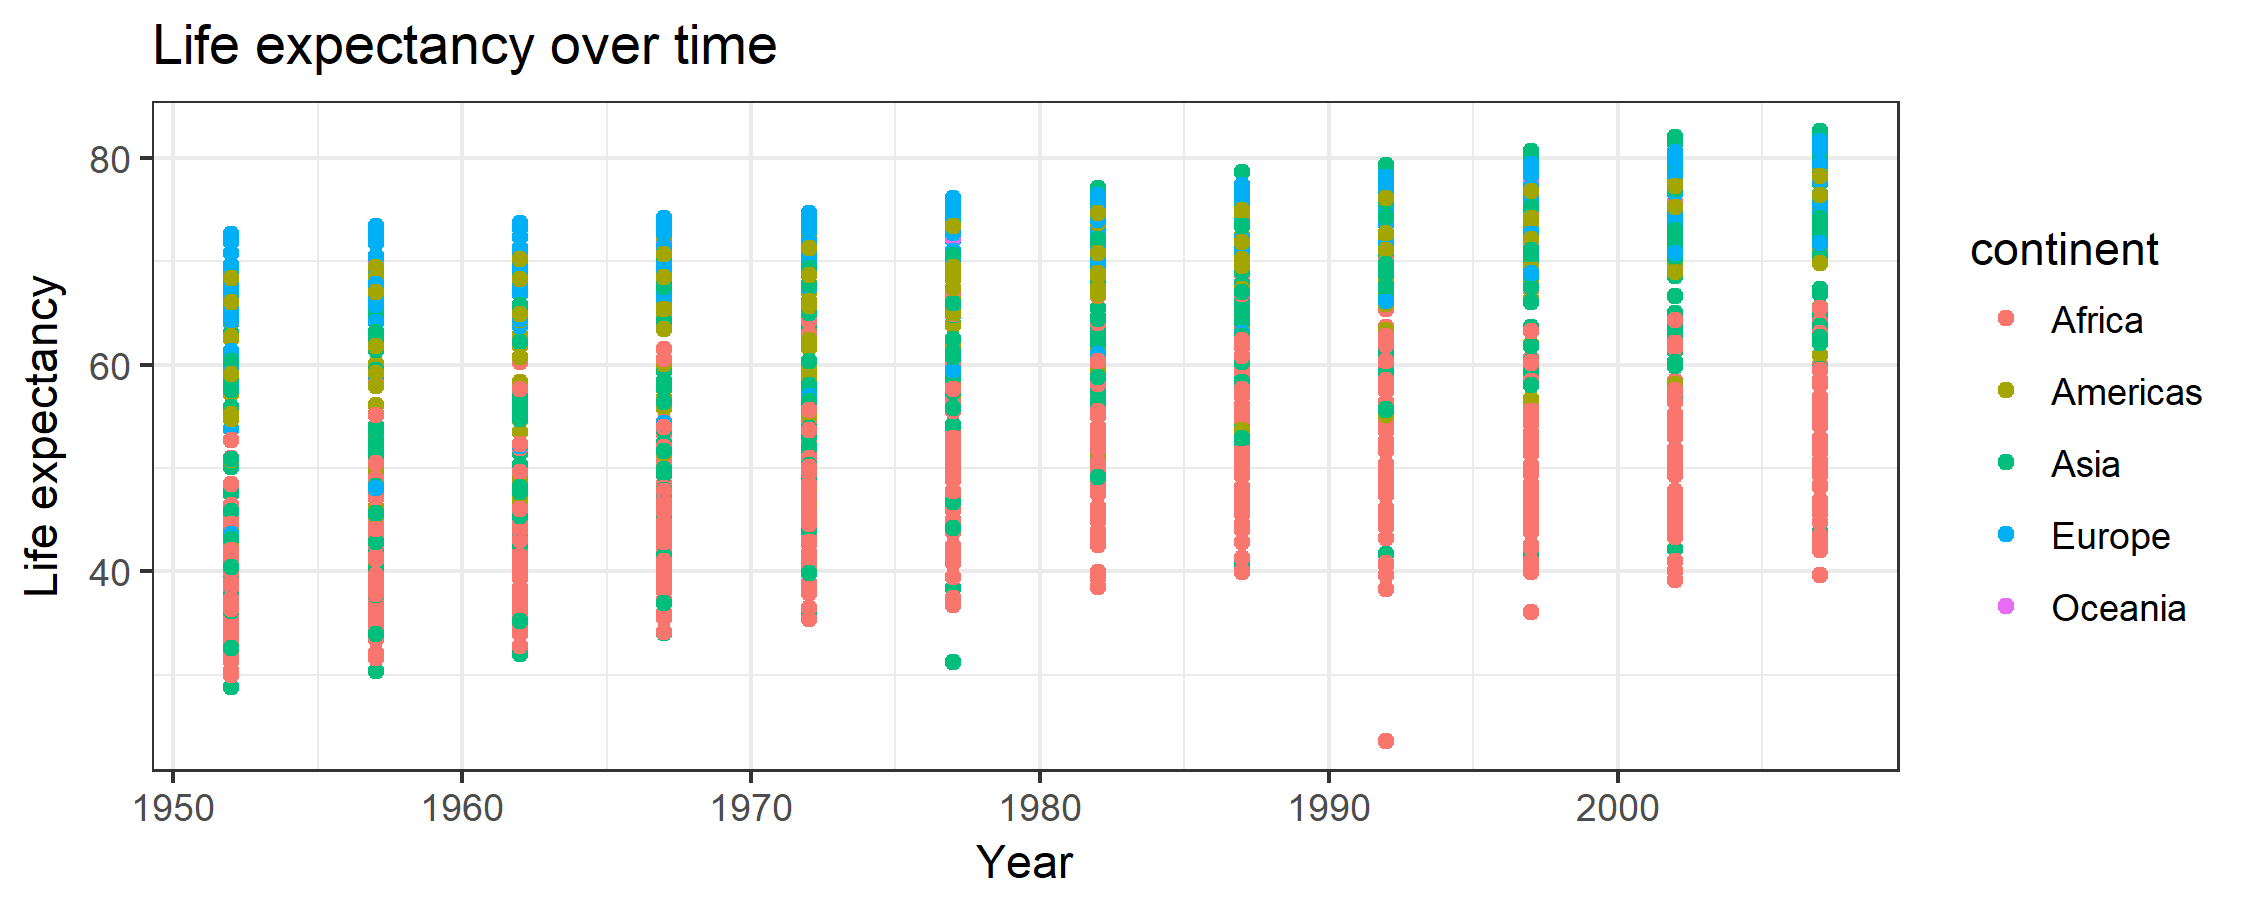 Life expectancy over time
80
60
40
Life expectancy
1950 1960 1970 1980 1990 2000
Year
continent
Africa
Americas
Asia
Europe
Oceania